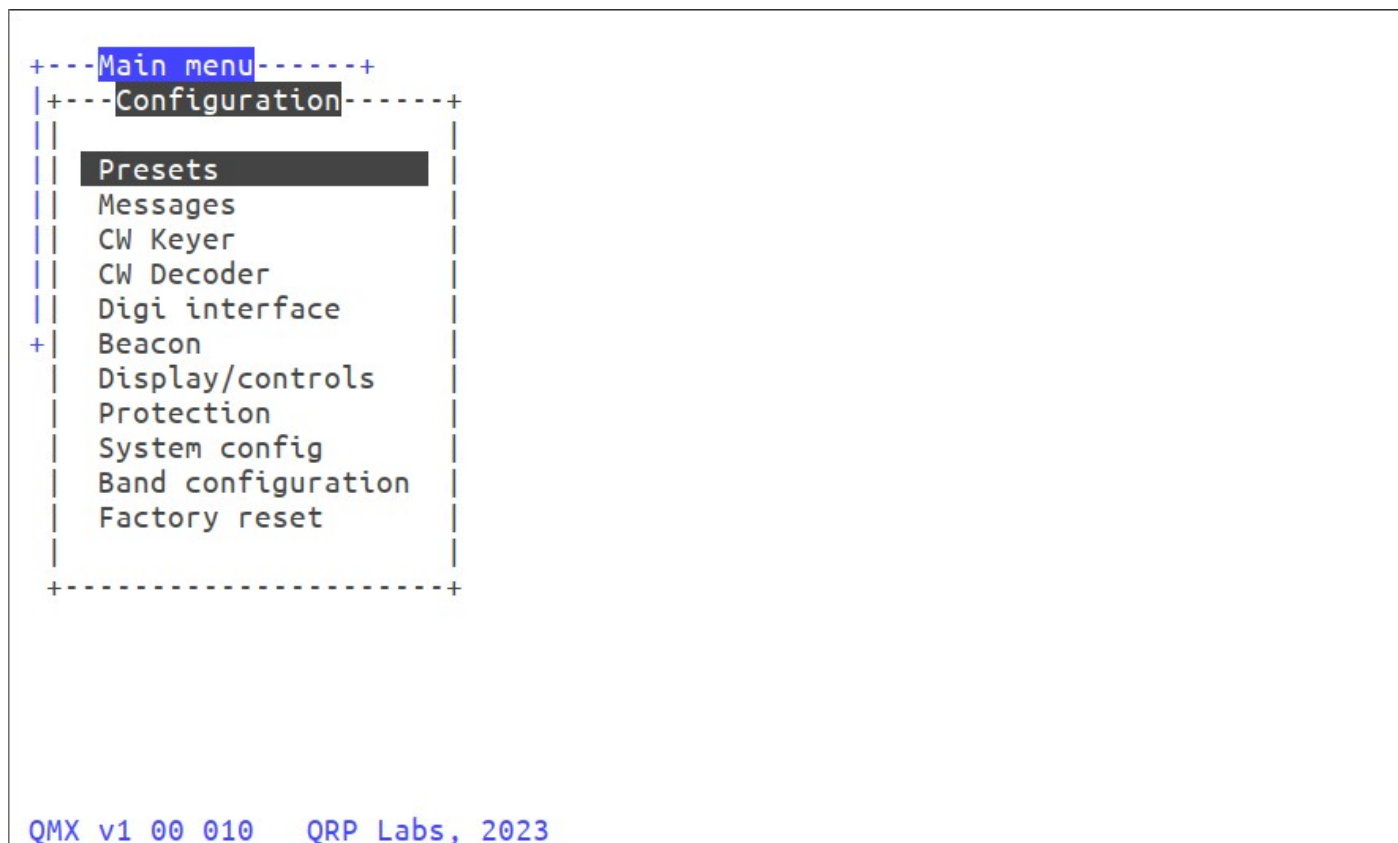 Main menu
Configuration
Presets
Messages
CW Keyer
CW Decoder
Digi interface
Beacon
Display/controls
Protection
System config
Band configuration
Factory reset
QMX v1 00 010 QRP Labs, 2023